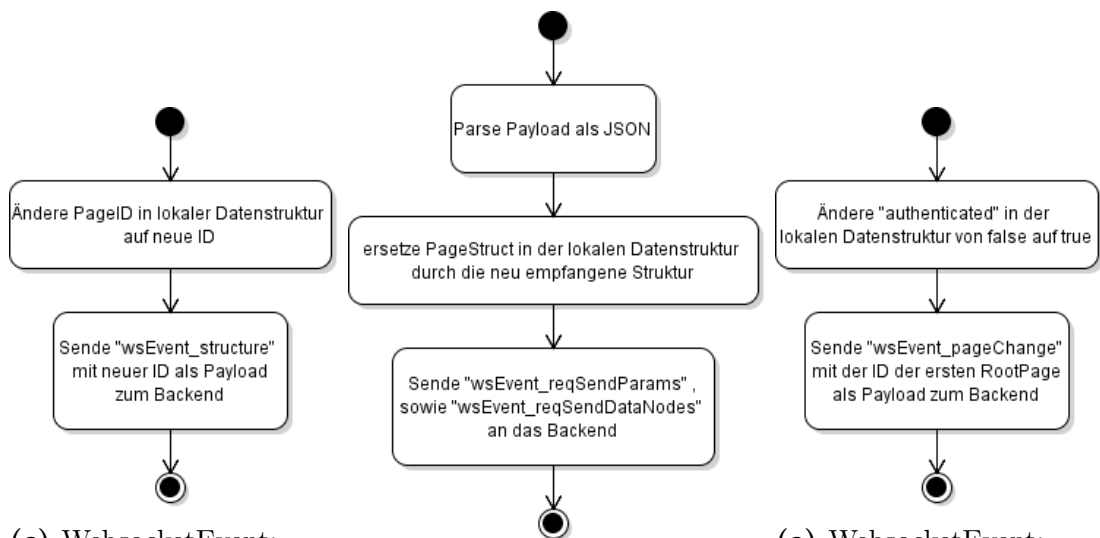 Ändere PageID in lokaler Datenstruktur
auf neue ID
Sende "wsEvent_structure"
mit neuer ID als Payload
zum Backend
Parse Payload als JSON
ersetze PageStruct in der lokalen Datenstruktur
durch die neu empfangene Struktur
Sende "wsEvent_reqSendParams" ,
sowie "wsEvent_reqSendDataNodes"
an das Backend
Ändere "authenticated" in der
lokalen Datenstruktur von false auf true
Sende "wsEvent_pageChange"
mit der ID der ersten RootPage
als Payload zum Backend
WebsocketEvent:
WebsocketEvent: